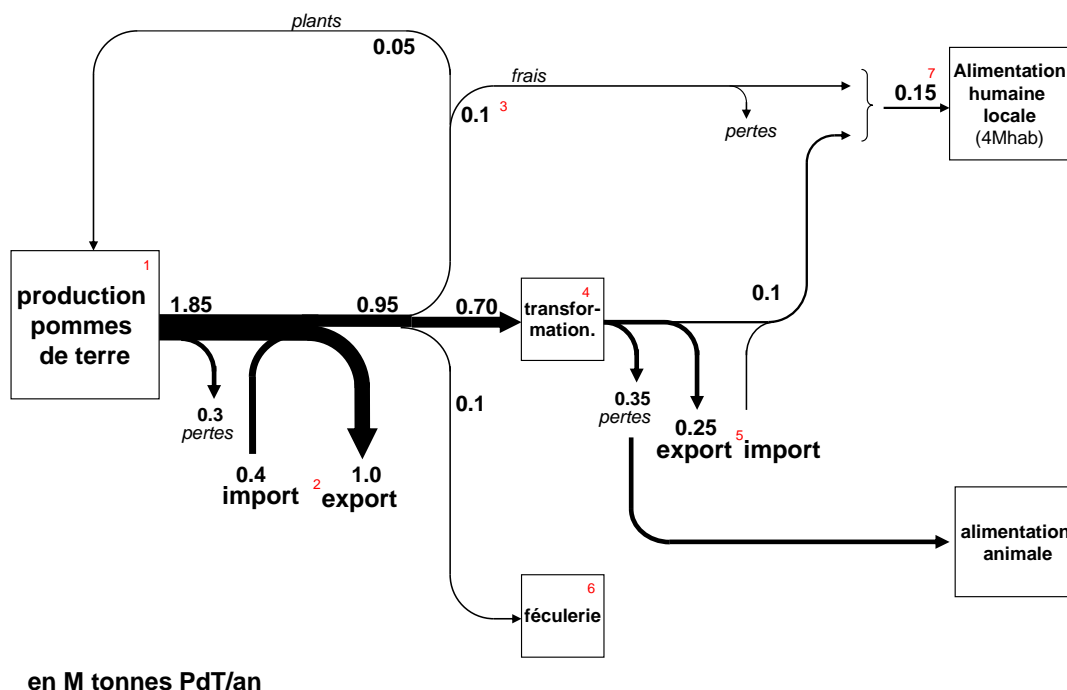 plants
0.05
frais
0.1 3
pertes
7
0.15
Alimentation
humaine
locale
(4Mhab)
1
production
pommes
de terre
1.85
0.95
0.70
4
transfor-
mation.
0.1
0.3
pertes
0.4
import
2
1.0
export
0.1
0.35
pertes
0.25
export
5
import
alimentation
animale
6
féculerie
en M tonnes PdT/an